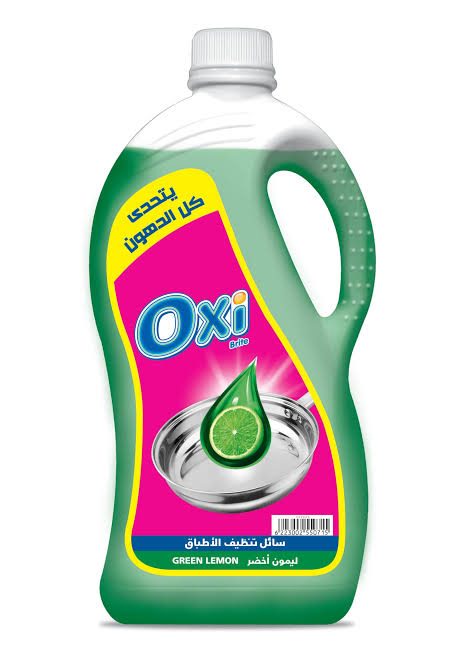 يتحدى
كل الدهون
Oxi
Brite
سائل تنظيف الأطباق
GREEN LEMON ليمون أخضر